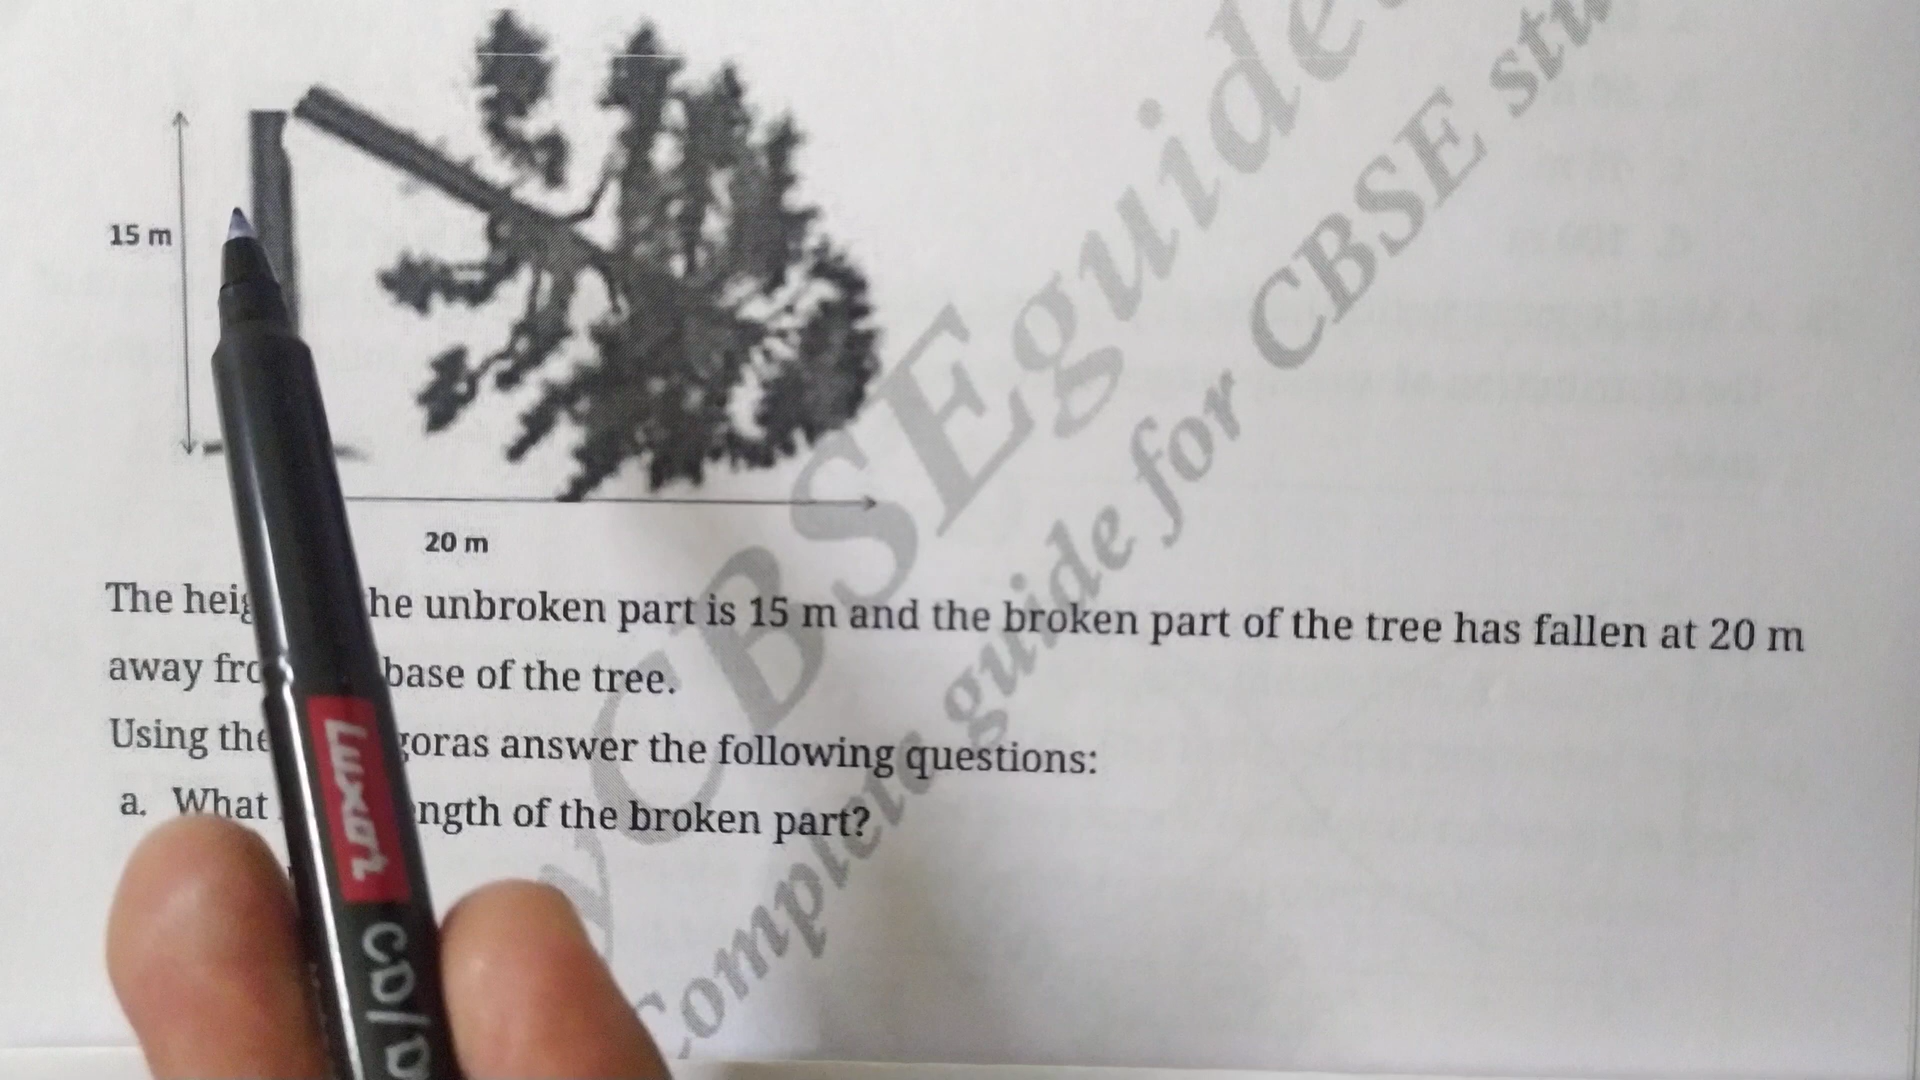 15 m
20 m
The heig he unbroken part is 15 m and the broken part of the tree has fallen at 20 m
away fro base of the tree.
Using the goras answer the following questions:
a. What ngth of the broken part?
Luxor
CD/D
CBSEguide
Complete guide for CBSE stu